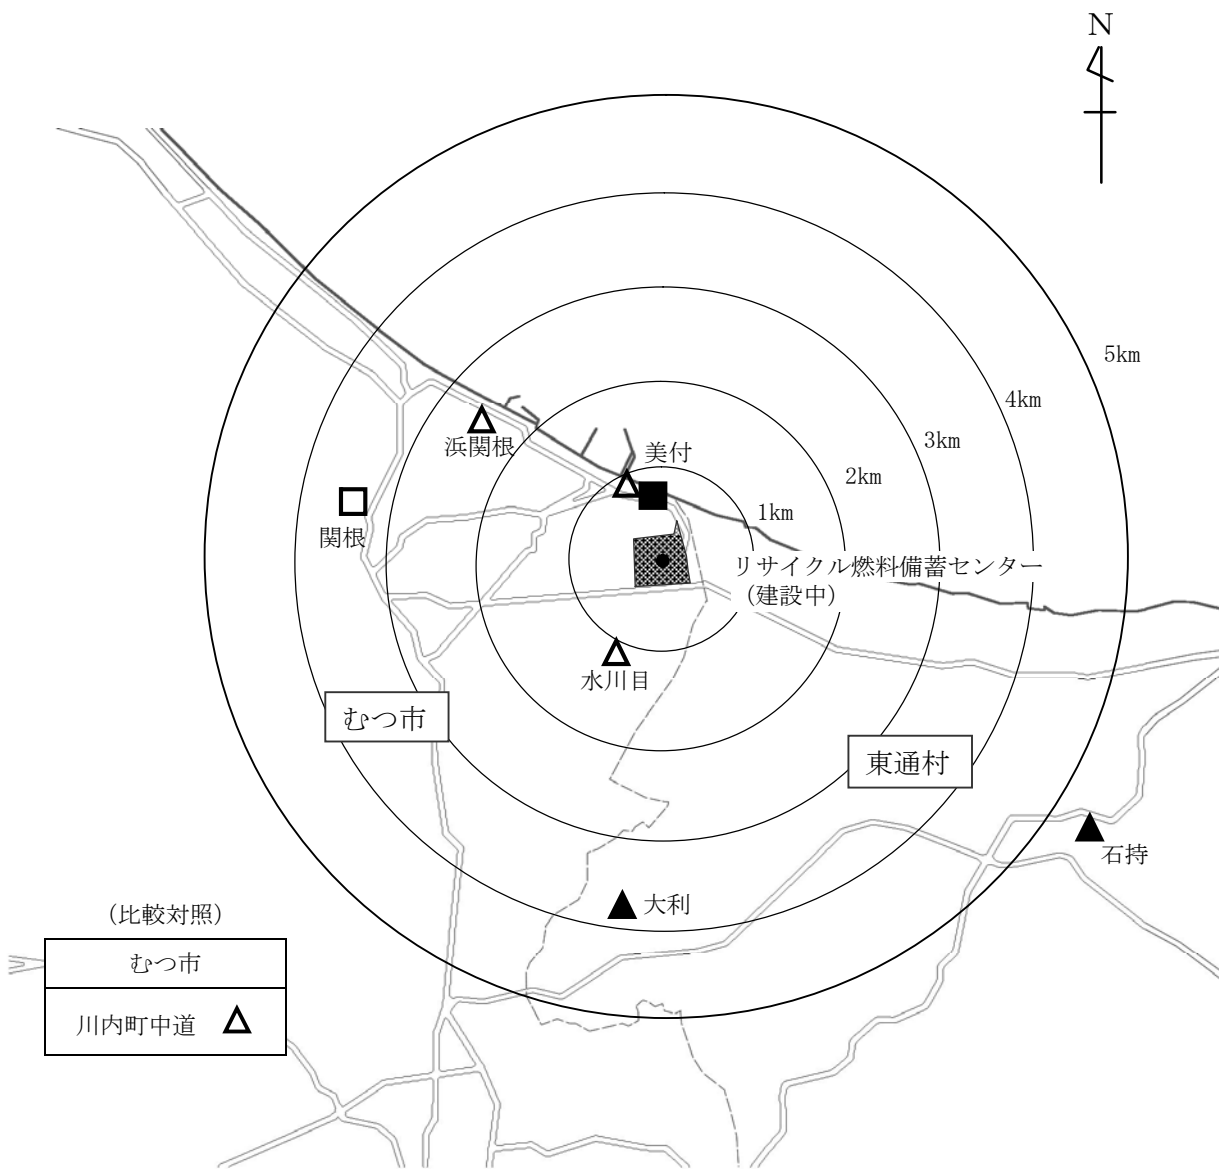 N
5km
4km
3km
2km
1km
浜関根
美付
関根
リサイクル燃料備蓄センター
（建設中）
水川目
むつ市
東通村
石持
大利
（比較対照）
むつ市
川内町中道